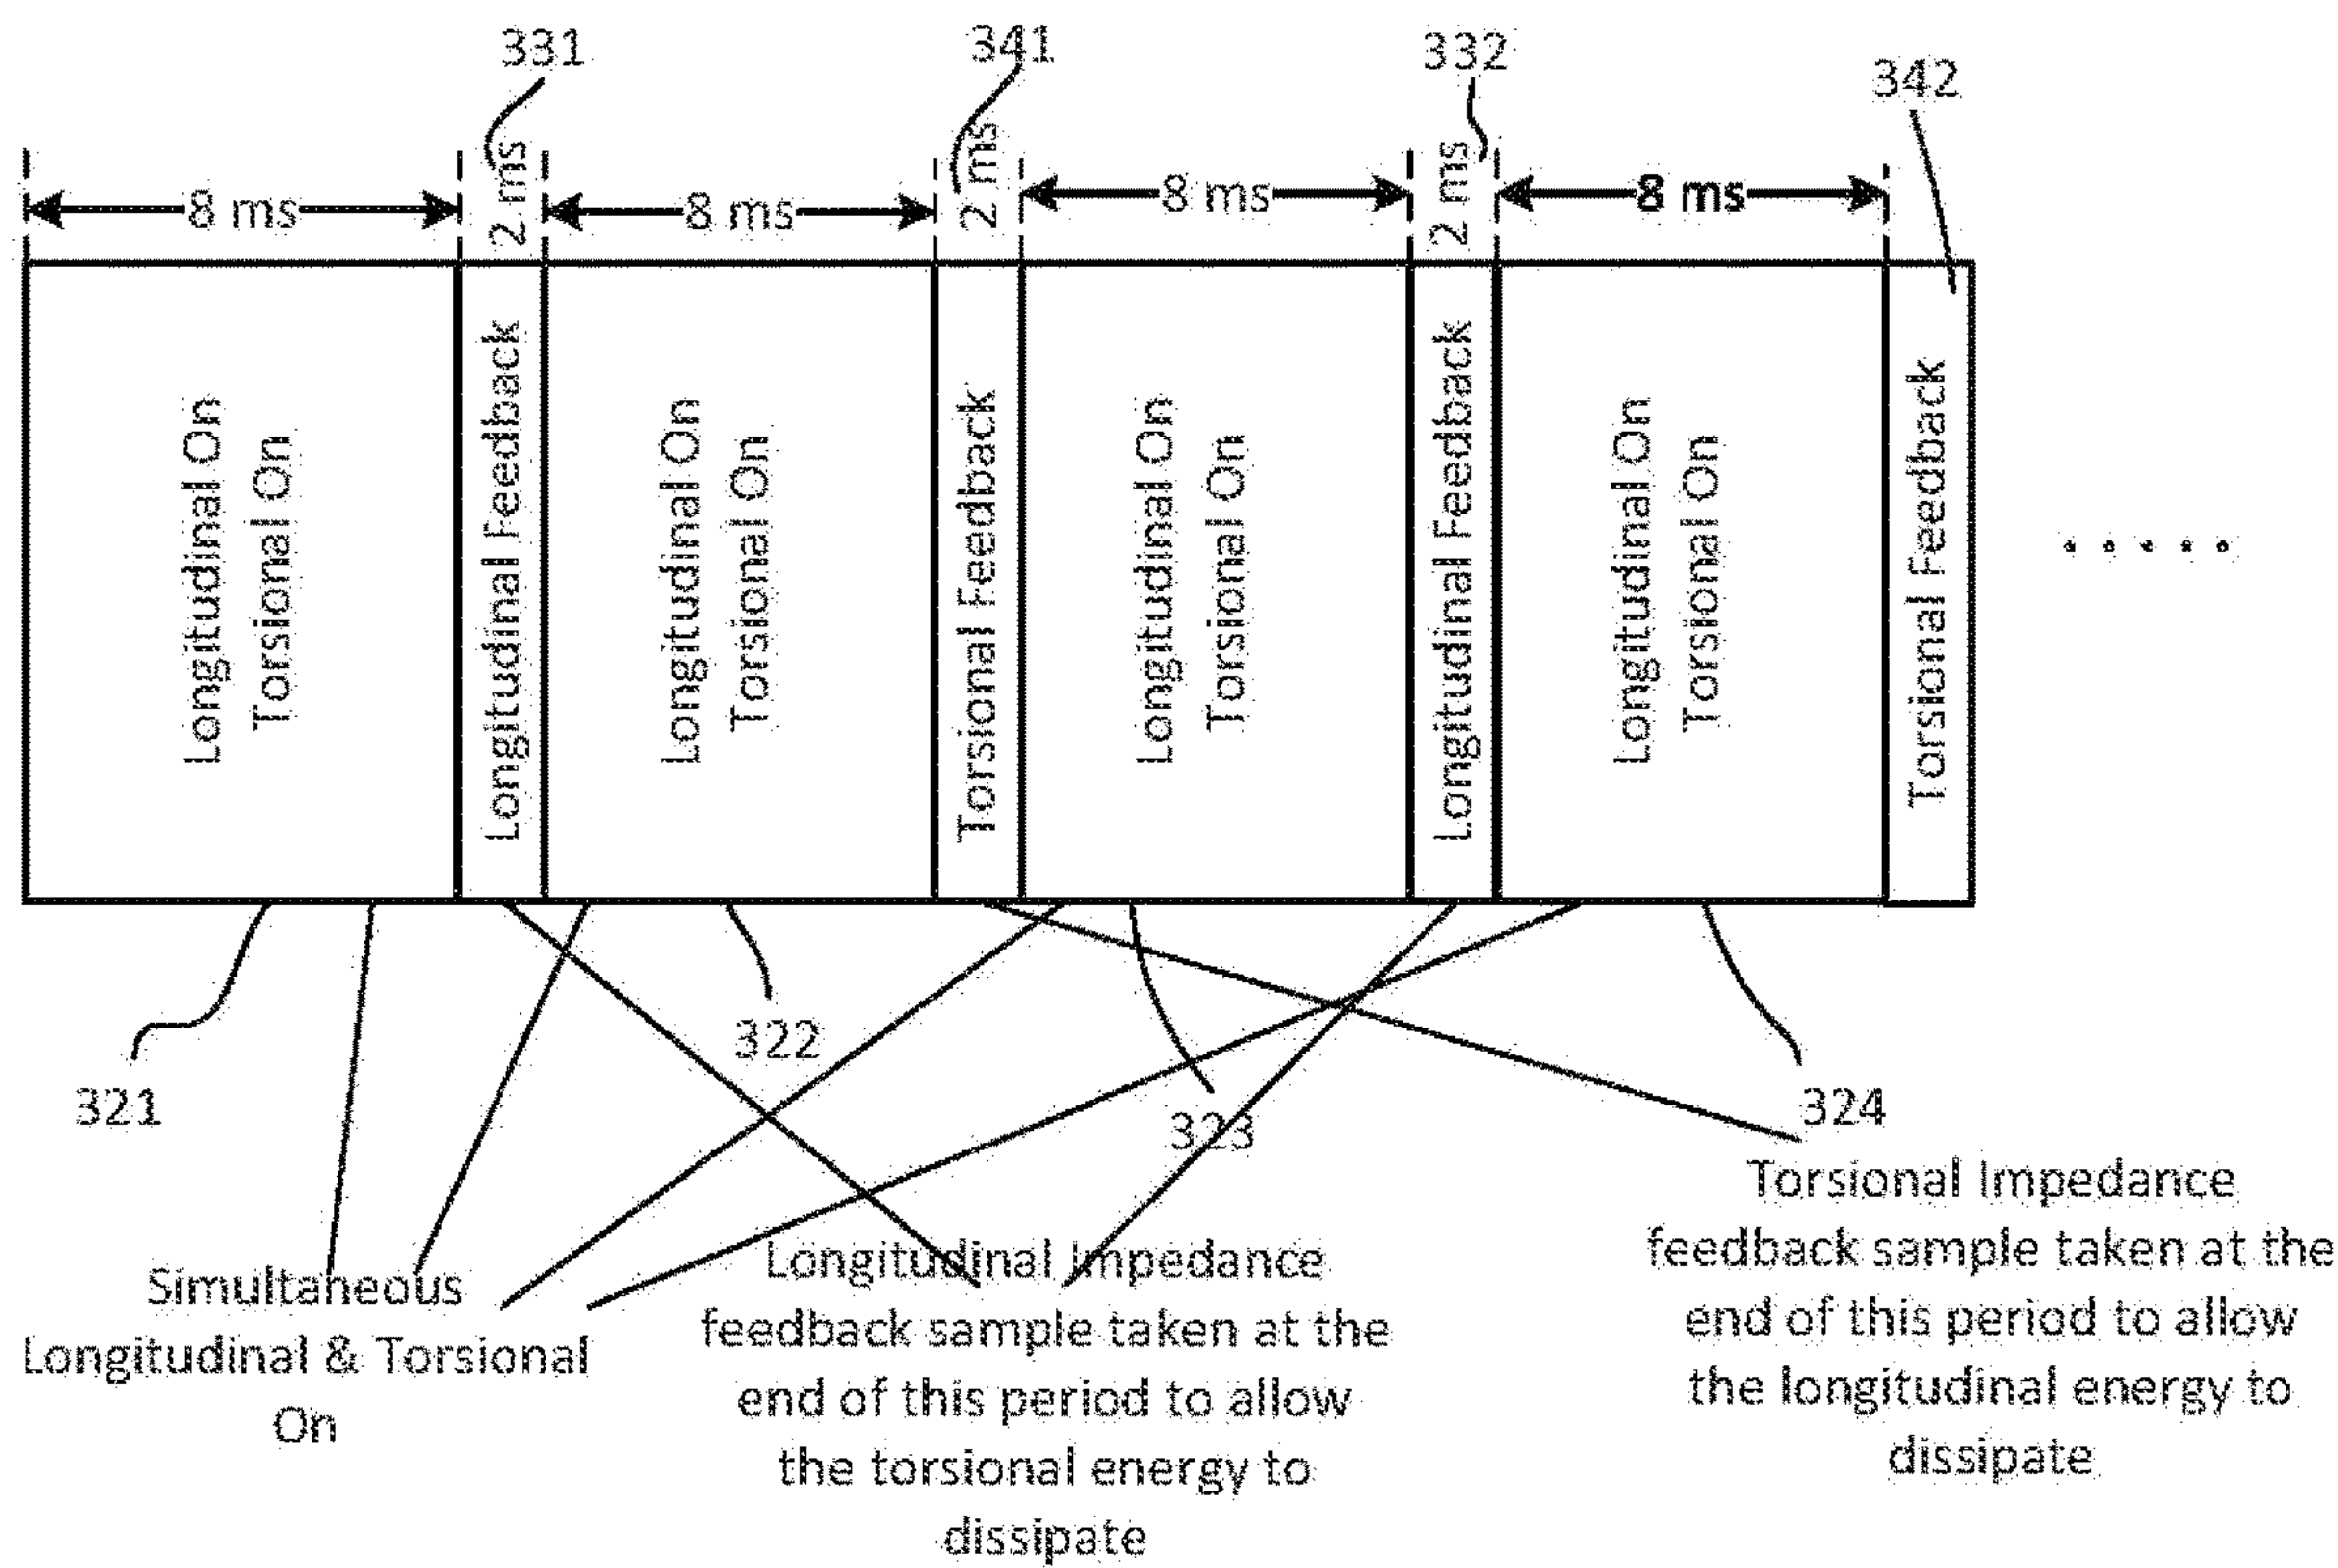 331
341
332
342
8 ms
2 ms
8 ms
2 ms
8 ms
2 ms
8 ms
Longitudinal On
Torsional On
Longitudinal Feedback
Longitudinal On
Torsional On
Torsional Feedback
Longitudinal On
Torsional On
Longitudinal Feedback
Longitudinal On
Torsional On
Torsional Feedback
321
322
323
324
Simultaneous
Longitudinal & Torsional
On
Longitudinal Impedance
feedback sample taken at the
end of this period to allow
the torsional energy to
dissipate
Torsional Impedance
feedback sample taken at the
end of this period to allow
the longitudinal energy to
dissipate